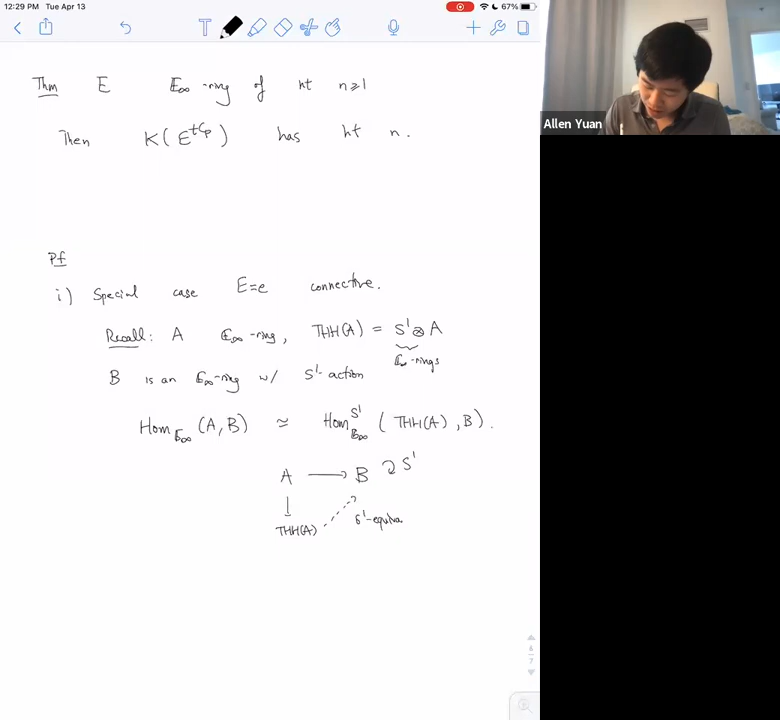 12:29 PM Tue Apr 13
67%
Thm E E∞-ring of ht n≥1
Then K(E^{tCp}) has ht n.
Allen Yuan
Pf
i) Special case E=e connective.
Recall: A E∞-ring, THH(A) = S¹ ⊗ A
E∞-rings
B is an E∞-ring w/ S¹-action
Hom_{E∞}(A,B) ≃ Hom^{S¹}_{E∞}(THH(A), B).
A → B ↻ S¹
↓
THH(A) S¹-equiva
7